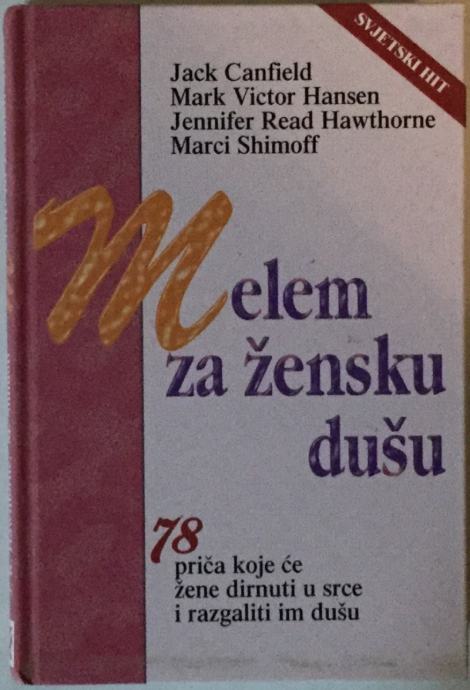 SVJETSKI HIT
Jack Canfield
Mark Victor Hansen
Jennifer Read Hawthorne
Marci Shimoff
Melem
za žensku
dušu
78
priča koje će
žene dirnuti u srce
i razgaliti im dušu